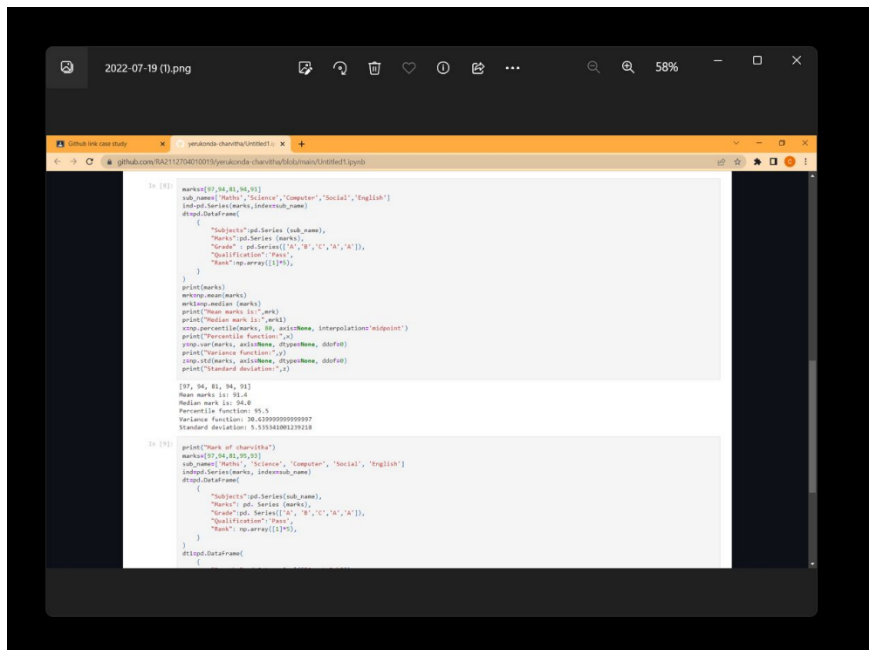 2022-07-19 (1).png
58%
Github link case study
yerukonda-charvitha/Untitled1.i
github.com/RA2112704010019/yerukonda-charvitha/blob/main/Untitled1.ipynb
In [8]:
marks=[97,94,81,94,91]
sub_names=['Maths','Science','Computer','Social','English']
ind=pd.Series(marks,index=sub_name)
dt=pd.DataFrame(
{
"Subjects":pd.Series (sub_name),
"Marks":pd.Series (marks),
"Grade" : pd.Series(['A','B','C','A','A']),
"Qualification":'Pass',
"Rank":np.array([1]*5),
}
)
print(marks)
mrk=np.mean(marks)
mrk1=np.median (marks)
print("Mean marks is:",mrk)
print("Median mark is:",mrk1)
x=np.percentile(marks, 80, axis=None, interpolation='midpoint')
print("Percentile function:",x)
y=np.var(marks, axis=None, dtype=None, ddof=0)
print("Variance function:",y)
z=np.std(marks, axis=None, dtype=None, ddof=0)
print("Standard deviation:",z)
[97, 94, 81, 94, 91]
Mean marks is: 91.4
Median mark is: 94.0
Percentile function: 95.5
Variance function: 30.639999999999997
Standard deviation: 5.535341001239218
In [9]:
print("Mark of charvitha")
marks=[97,94,81,95,93]
sub_name=['Maths', 'Science', 'Computer', 'Social', 'English']
ind=pd.Series(marks, index=sub_name)
dt=pd.DataFrame(
{
"Subjects":pd.Series(sub_name),
"Marks": pd. Series (marks),
"Grade":pd. Series(['A', 'B','C','A','A']),
"Qualification":'Pass',
"Rank": np.array([1]*5),
}
)
dt1=pd.DataFrame(
{